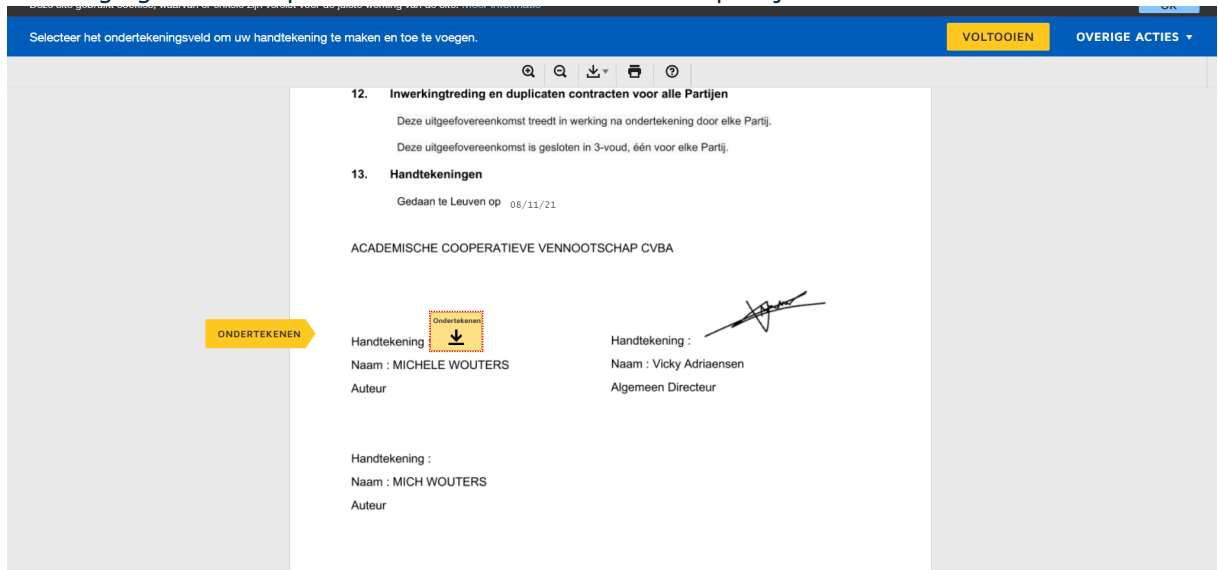 Selecteer het ondertekeningsveld om uw handtekening te maken en toe te voegen.
VOLTOOIEN
OVERIGE ACTIES
12. Inwerkingtreding en duplicaten contracten voor alle Partijen
Deze uitgeefovereenkomst treedt in werking na ondertekening door elke Partij.
Deze uitgeefovereenkomst is gesloten in 3-voud, één voor elke Partij.
13. Handtekeningen
Gedaan te Leuven op 08/11/21
ACADEMISCHE COOPERATIEVE VENNOOTSCHAP CVBA
ONDERTEKENEN
Ondertekenen
Handtekening :
Handtekening :
Naam : MICHELE WOUTERS
Naam : Vicky Adriaensen
Auteur
Algemeen Directeur
Handtekening :
Naam : MICH WOUTERS
Auteur